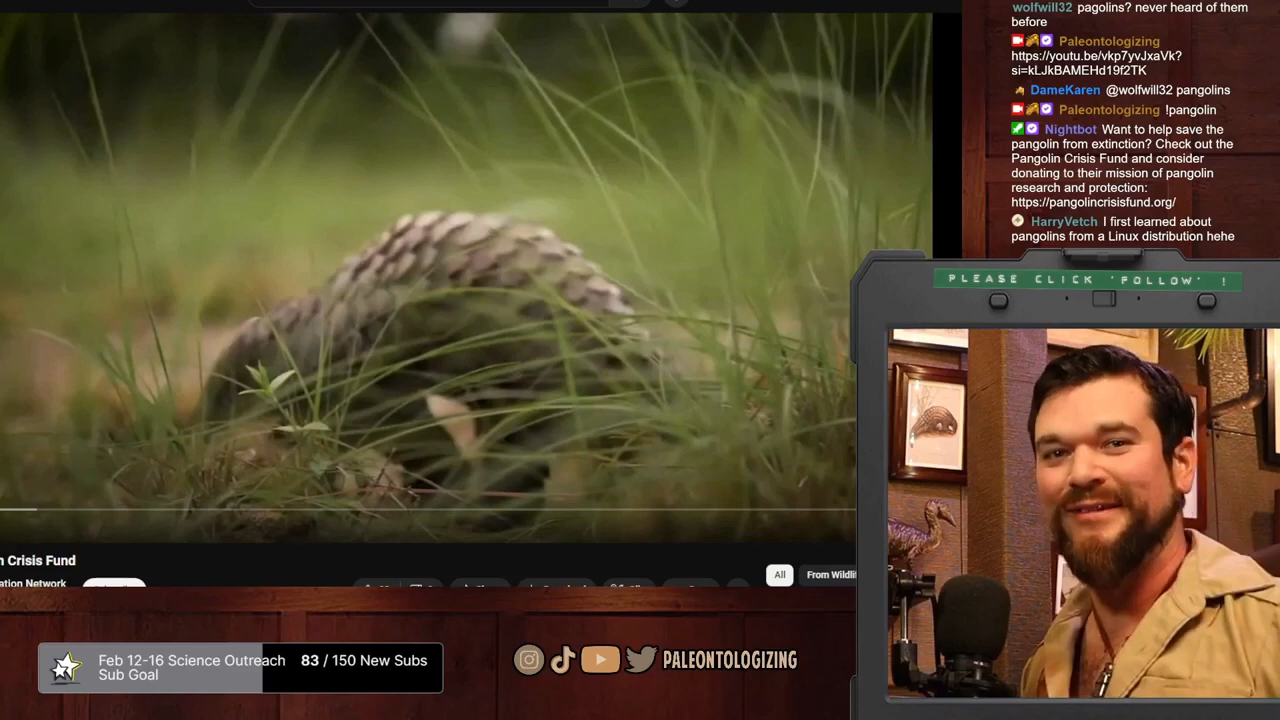 wolfwill32 pagolins? never heard of them
before
Paleontologizing
https://youtu.be/vkp7yvJxaVk?
si=kLJkBAMEHd19f2TK
DameKaren @wolfwill32 pangolins
Paleontologizing !pangolin
Nightbot Want to help save the
pangolin from extinction? Check out the
Pangolin Crisis Fund and consider
donating to their mission of pangolin
research and protection:
https://pangolincrisisfund.org/
HarryVetch I first learned about
pangolins from a Linux distribution hehe
PLEASE CLICK 'FOLLOW' !
n Crisis Fund
ation Network
All
From Wildli
Feb 12-16 Science Outreach 83 / 150 New Subs
Sub Goal
PALEONTOLOGIZING